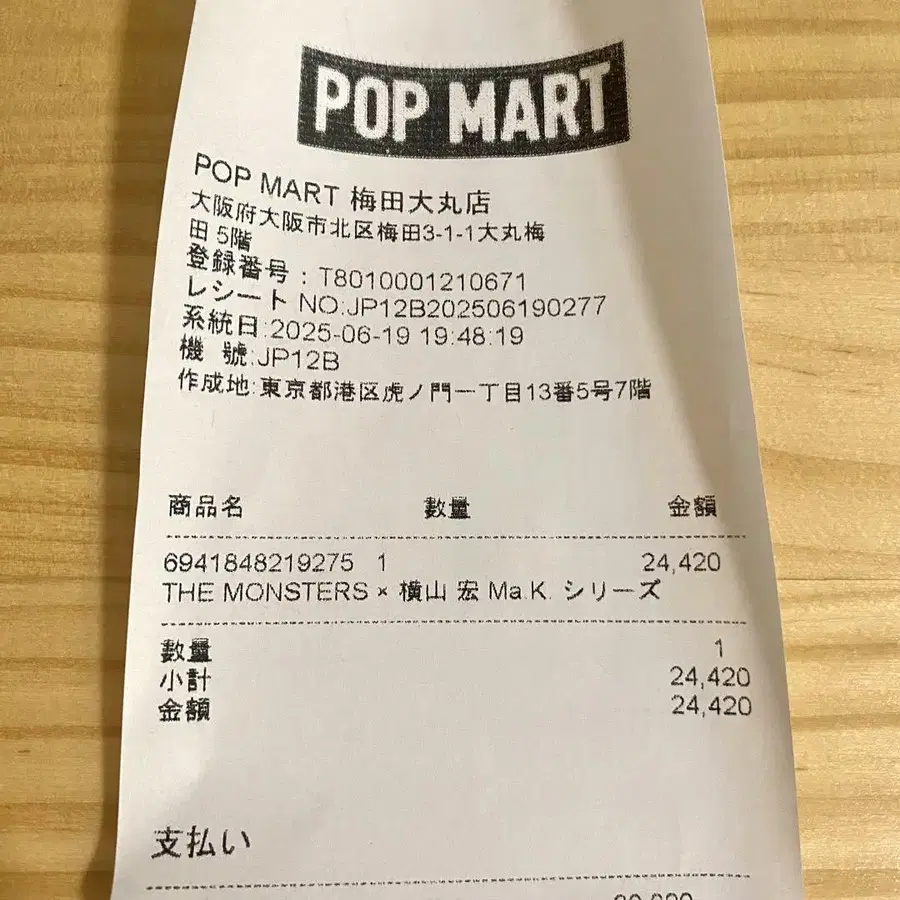 POP MART
POP MART 梅田大丸店
大阪府大阪市北区梅田3-1-1大丸梅
田 5階
登録番号：T8010001210671
レシート NO:JP12B202506190277
系統日:2025-06-19 19:48:19
機 號:JP12B
作成地:東京都港区虎ノ門一丁目13番5号7階
商品名 數量 金額
6941848219275 1 24,420
THE MONSTERS × 横山 宏 Ma.K. シリーズ
數量 1
小計 24,420
金額 24,420
支払い